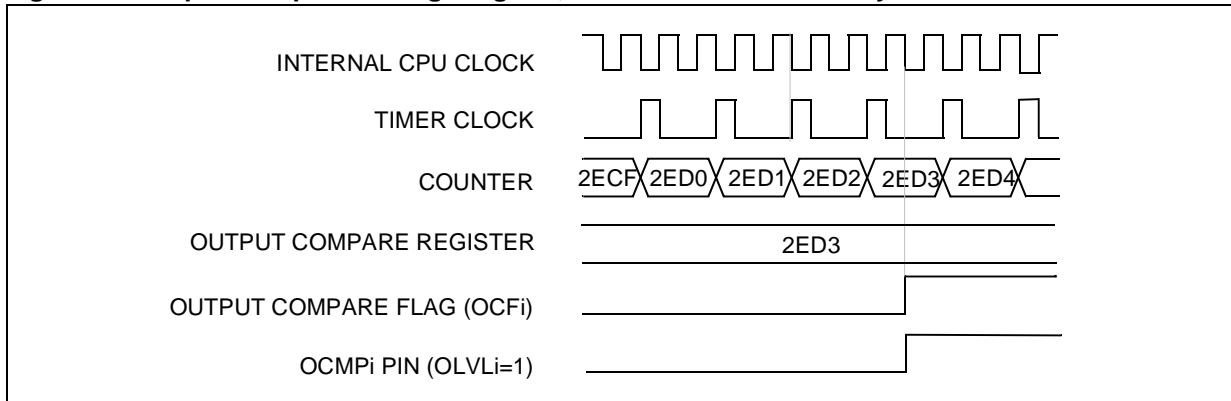 INTERNAL CPU CLOCK
TIMER CLOCK
COUNTER 2ECF 2ED0 2ED1 2ED2 2ED3 2ED4
OUTPUT COMPARE REGISTER 2ED3
OUTPUT COMPARE FLAG (OCFi)
OCMPi PIN (OLVLi=1)